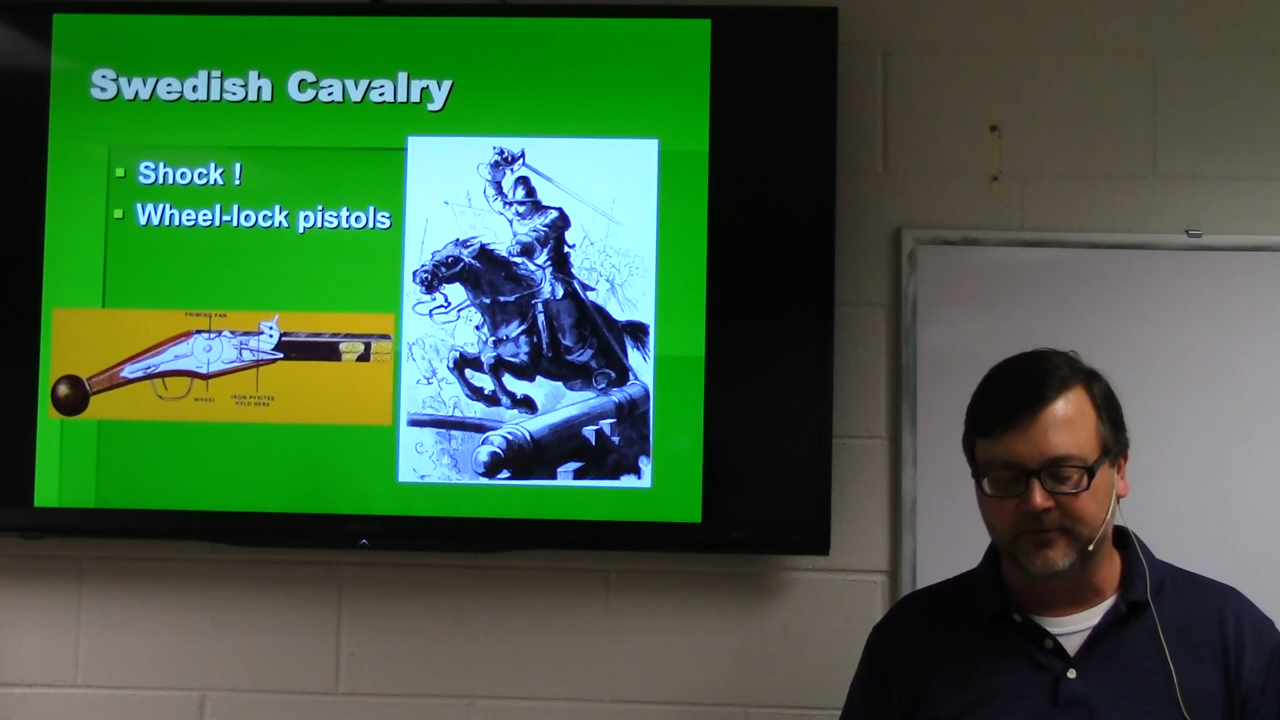 Swedish Cavalry
Shock !
Wheel-lock pistols
PRIMING PAN
WHEEL
IRON PYRITES
HELD HERE